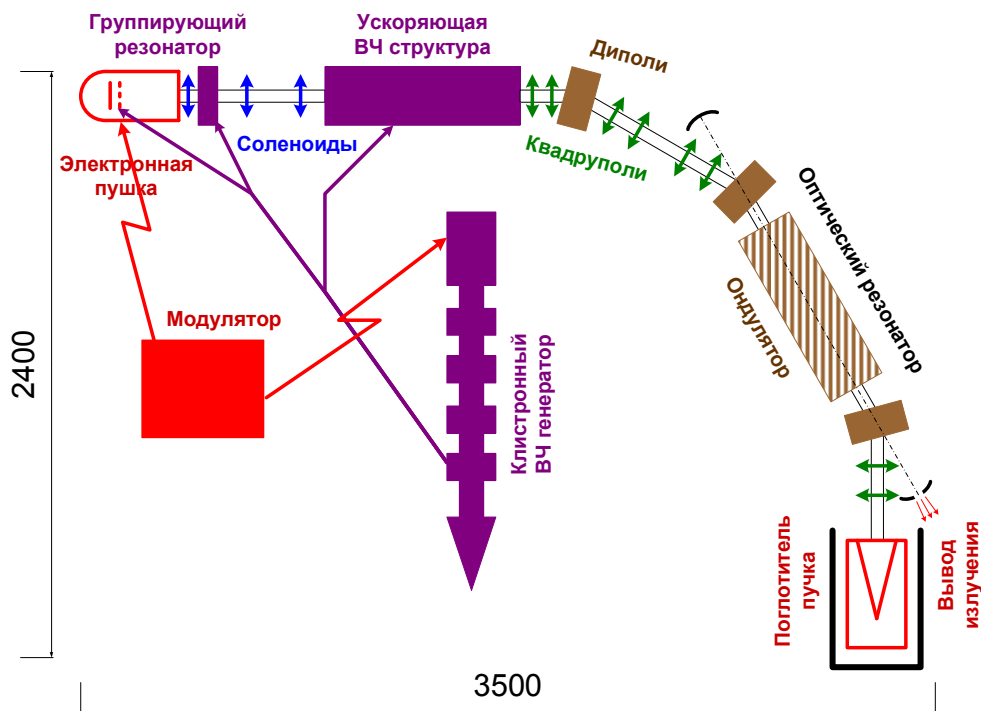 Группирующий
резонатор
Ускоряющая
ВЧ структура
Диполи
Соленоиды
Квадруполи
Электронная
пушка
Оптический резонатор
Ондулятор
Модулятор
Клистронный
ВЧ генератор
2400
Поглотитель
пучка
Вывод
излучения
3500